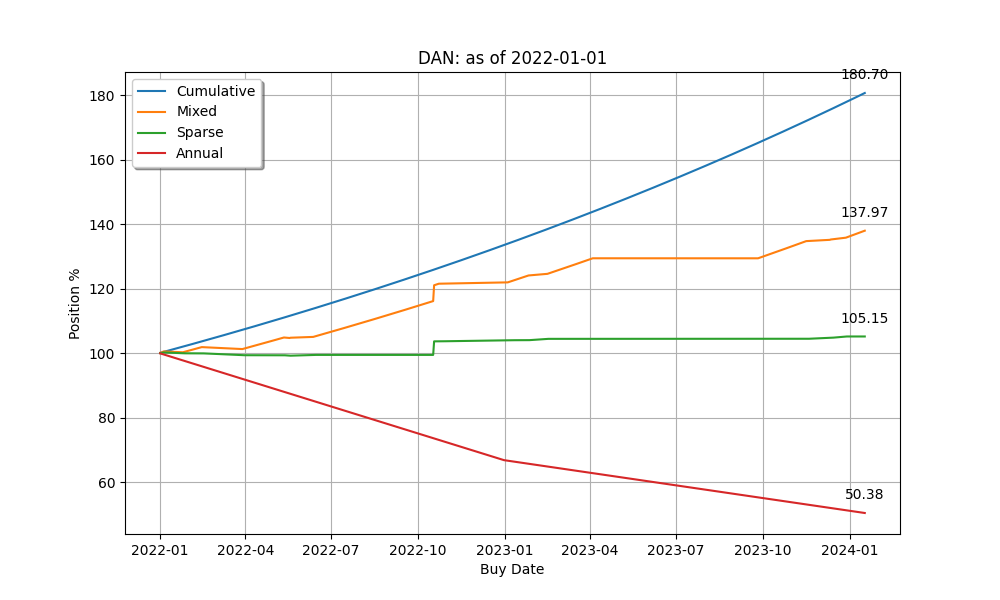 DAN: as of 2022-01-01
180.70
Cumulative
Mixed
Sparse
Annual
137.97
105.15
50.38
180
160
140
120
100
80
60
Position %
2022-01 2022-04 2022-07 2022-10 2023-01 2023-04 2023-07 2023-10 2024-01
Buy Date